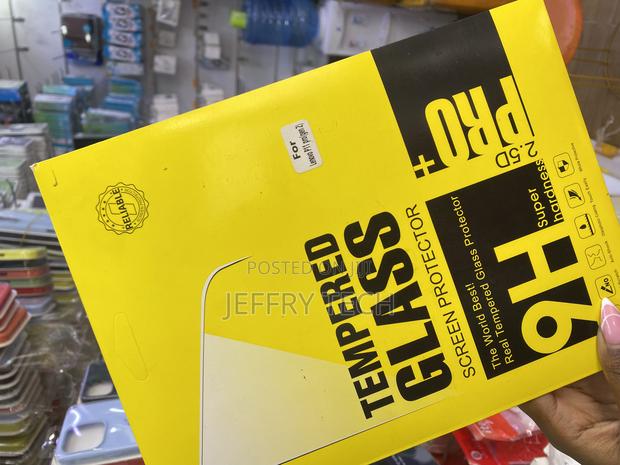 RELIABLE
For
POSTED ON JIJI
JEFFRY TECH
TEMPERED
GLASS
SCREEN PROTECTOR
PRO+
2.5D
9H
Super
hardness
The World Best!
Real Tempered Glass Protector